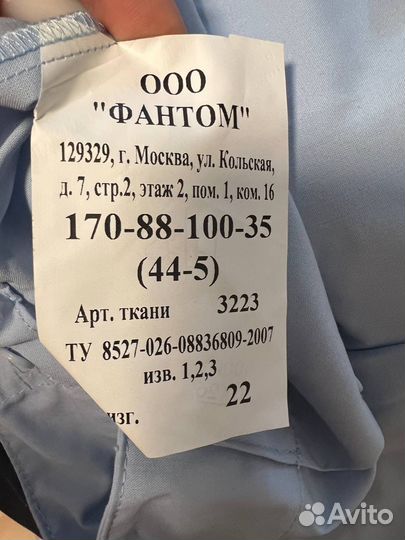 ООО
"ФАНТОМ"
129329, г. Москва, ул. Кольская,
д. 7, стр.2, этаж 2, пом. 1, ком. 16
170-88-100-35
(44-5)
Арт. ткани 3223
ТУ 8527-026-08836809-2007
изв. 1,2,3
изг. 22
Avito